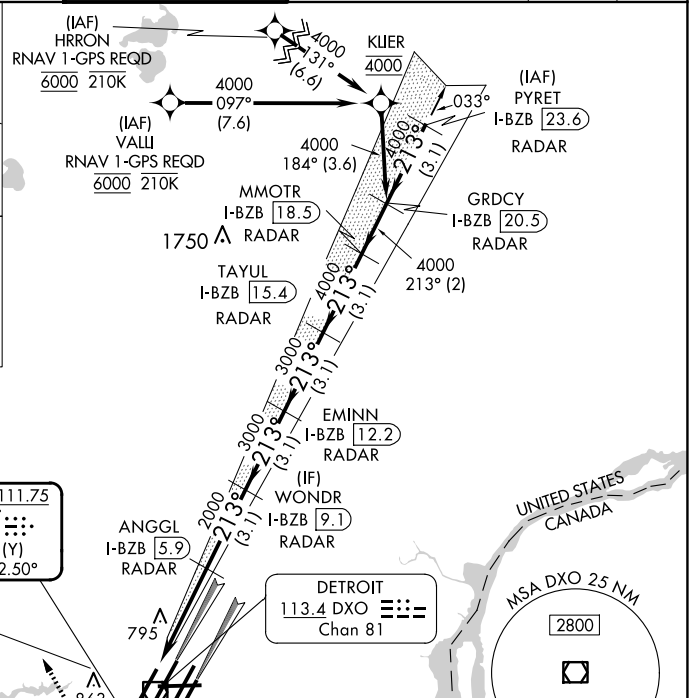 (IAF)
HRRON
RNAV 1-GPS REQD
6000 210K
4000
131°
(6.6)
KLIER
4000
4000
097°
(7.6)
(IAF)
VALLI
RNAV 1-GPS REQD
6000 210K
033°
(IAF)
PYRET
I-BZB 23.6
RADAR
4000
213°
(3.1)
4000
184° (3.6)
MMOTR
I-BZB 18.5
RADAR
GRDCY
I-BZB 20.5
RADAR
1750
4000
213° (2)
TAYUL
I-BZB 15.4
RADAR
4000
213°
(3.1)
3000
213°
(3.1)
EMINN
I-BZB 12.2
RADAR
3000
213°
(3.1)
(IF)
WONDR
I-BZB 9.1
RADAR
2000
213°
(3.1)
ANGGL
I-BZB 5.9
RADAR
111.75
(Y)
2.50°
UNITED STATES
CANADA
DETROIT
113.4 DXO
Chan 81
MSA DXO 25 NM
2800
795